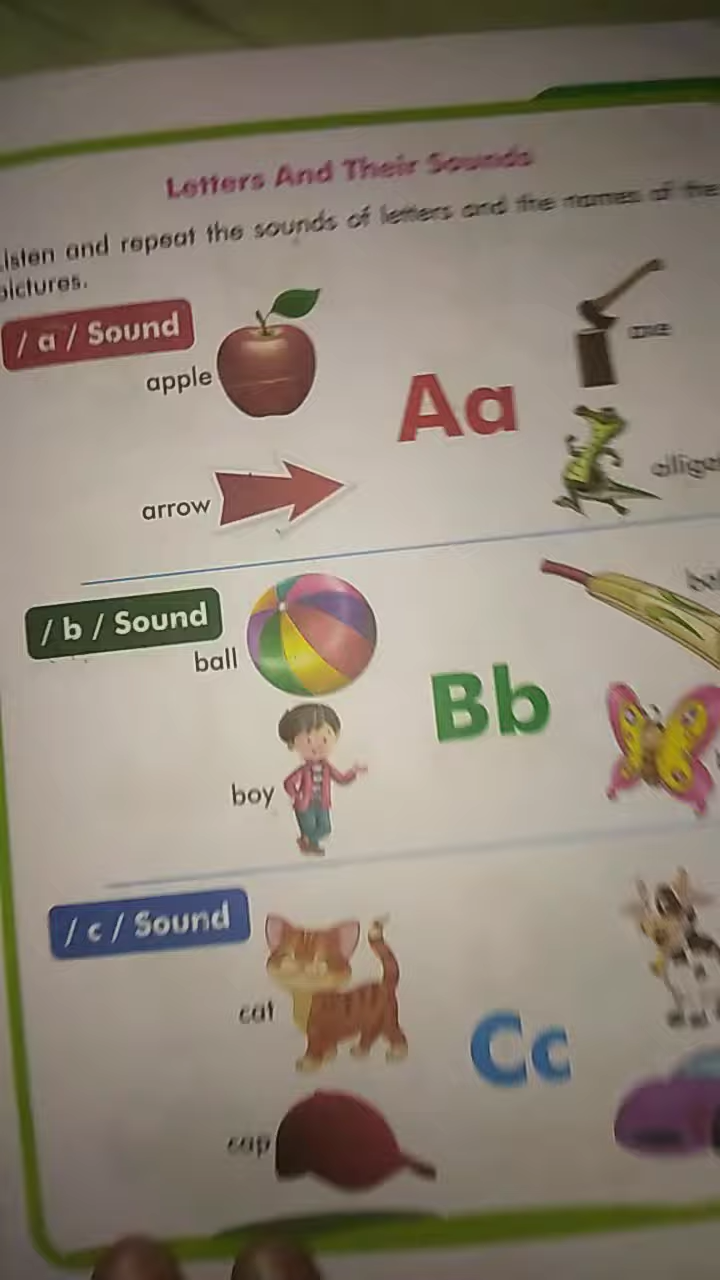 Letters And Their Sounds
Listen and repeat the sounds of letters and the names of the
pictures.
/ a / Sound
apple
Aa
axe
arrow
/ b / Sound
ball
Bb
boy
/ c / Sound
cat
Cc
cap